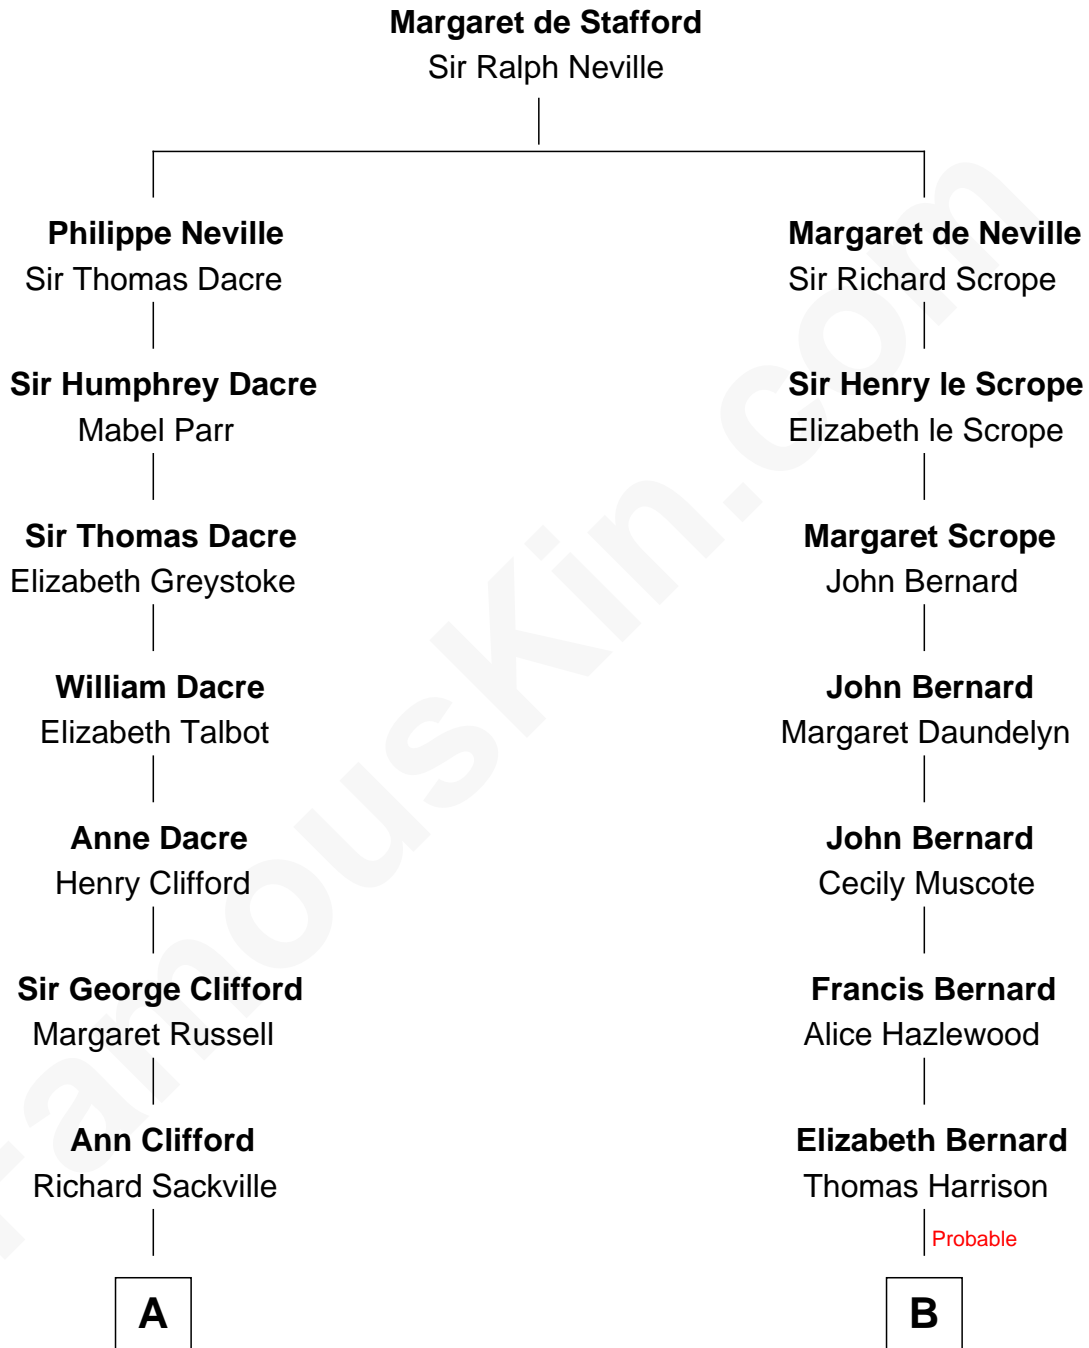 Margaret de Stafford
Sir Ralph Neville
Philippe Neville
Sir Thomas Dacre
Margaret de Neville
Sir Richard Scrope
Sir Humphrey Dacre
Mabel Parr
Sir Henry le Scrope
Elizabeth le Scrope
Sir Thomas Dacre
Elizabeth Greystoke
Margaret Scrope
John Bernard
William Dacre
Elizabeth Talbot
John Bernard
Margaret Daundelyn
Anne Dacre
Henry Clifford
John Bernard
Cecily Muscote
Sir George Clifford
Margaret Russell
Francis Bernard
Alice Hazlewood
Ann Clifford
Richard Sackville
Elizabeth Bernard
Thomas Harrison
Probable
A
B
FamousKin.com